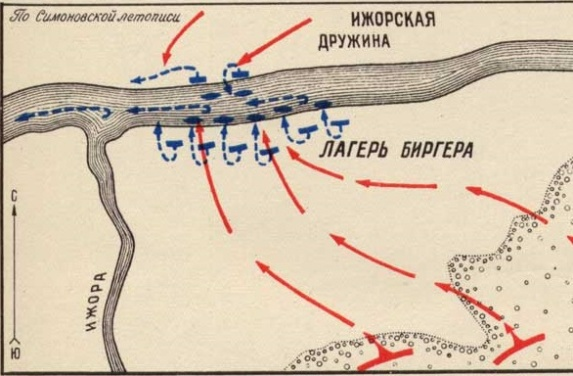 По Симоновской летописи
ИЖОРСКАЯ
ДРУЖИНА
ЛАГЕРЬ БИРГЕРА
ИЖОРА
С
Ю